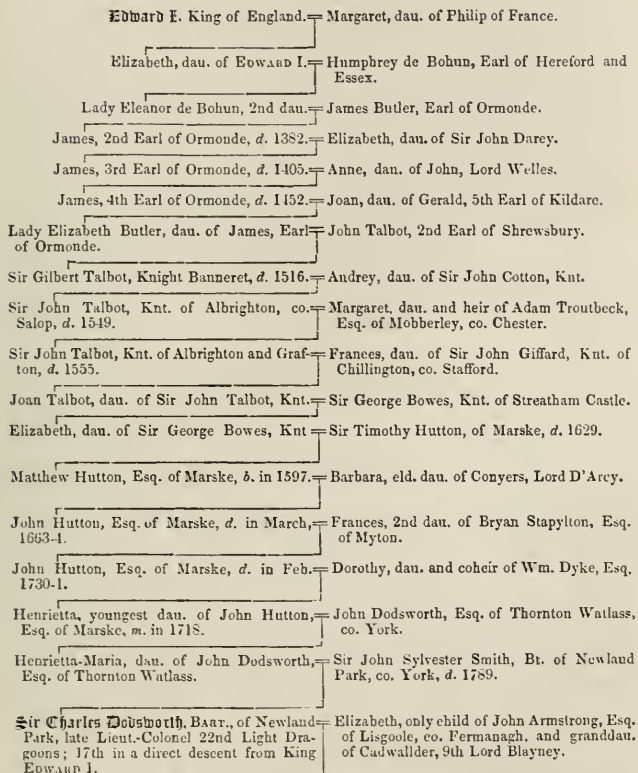 Edward I. King of England. Margaret, dau. of Philip of France.
Elizabeth, dau. of EDWARD I. Humphrey de Bohun, Earl of Hereford and
Essex.
Lady Eleanor de Bohun, 2nd dau. James Butler, Earl of Ormonde.
James, 2nd Earl of Ormonde, d. 1382. Elizabeth, dau. of Sir John Darey.
James, 3rd Earl of Ormonde, d. 1405. Anne, dau. of John, Lord Welles.
James, 4th Earl of Ormonde, d. 1452. Joan, dau. of Gerald, 5th Earl of Kildare.
Lady Elizabeth Butler, dau. of James, Earl John Talbot, 2nd Earl of Shrewsbury.
of Ormonde.
Sir Gilbert Talbot, Knight Banneret, d. 1516. Andrey, dau. of Sir John Cotton, Knt.
Sir John Talbot, Knt. of Albrighton, co. Margaret, dau. and heir of Adam Troutbeck,
Salop, d. 1549. Esq. of Mobberley, co. Chester.
Sir John Talbot, Knt. of Albrighton and Graf- Frances, dau. of Sir John Giffard, Knt. of
ton, d. 1555. Chillington, co. Stafford.
Joan Talbot, dau. of Sir John Talbot, Knt. Sir George Bowes, Knt. of Streatham Castle.
Elizabeth, dau. of Sir George Bowes, Knt Sir Timothy Hutton, of Marske, d. 1629.
Matthew Hutton, Esq. of Marske, b. in 1597. Barbara, eld. dau. of Conyers, Lord D'Arcy.
John Hutton, Esq. of Marske, d. in March, Frances, 2nd dau. of Bryan Stapylton, Esq.
1663-4. of Myton.
John Hutton, Esq. of Marske, d. in Feb. Dorothy, dau. and coheir of Wm. Dyke, Esq.
1730-1.
Henrietta, youngest dau. of John Hutton, John Dodsworth, Esq. of Thornton Watlass,
Esq. of Marske, m. in 1718. co. York.
Henrietta-Maria, dau. of John Dodsworth, Sir John Sylvester Smith, Bt. of Newland
Esq. of Thornton Watlass. Park, co. York, d. 1789.
Sir Charles Dodsworth, BART., of Newland Elizabeth, only child of John Armstrong, Esq.
Park, late Lieut.-Colonel 22nd Light Dra- of Lisgoole, co. Fermanagh, and granddau.
goons; 17th in a direct descent from King of Cadwallder, 9th Lord Blayney.
EDWARD I.